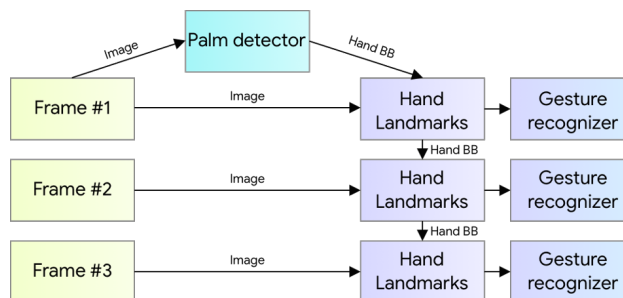 Palm detector
Image
Hand BB
Frame #1
Image
Hand
Landmarks
Gesture
recognizer
Hand BB
Frame #2
Image
Hand
Landmarks
Gesture
recognizer
Hand BB
Frame #3
Image
Hand
Landmarks
Gesture
recognizer